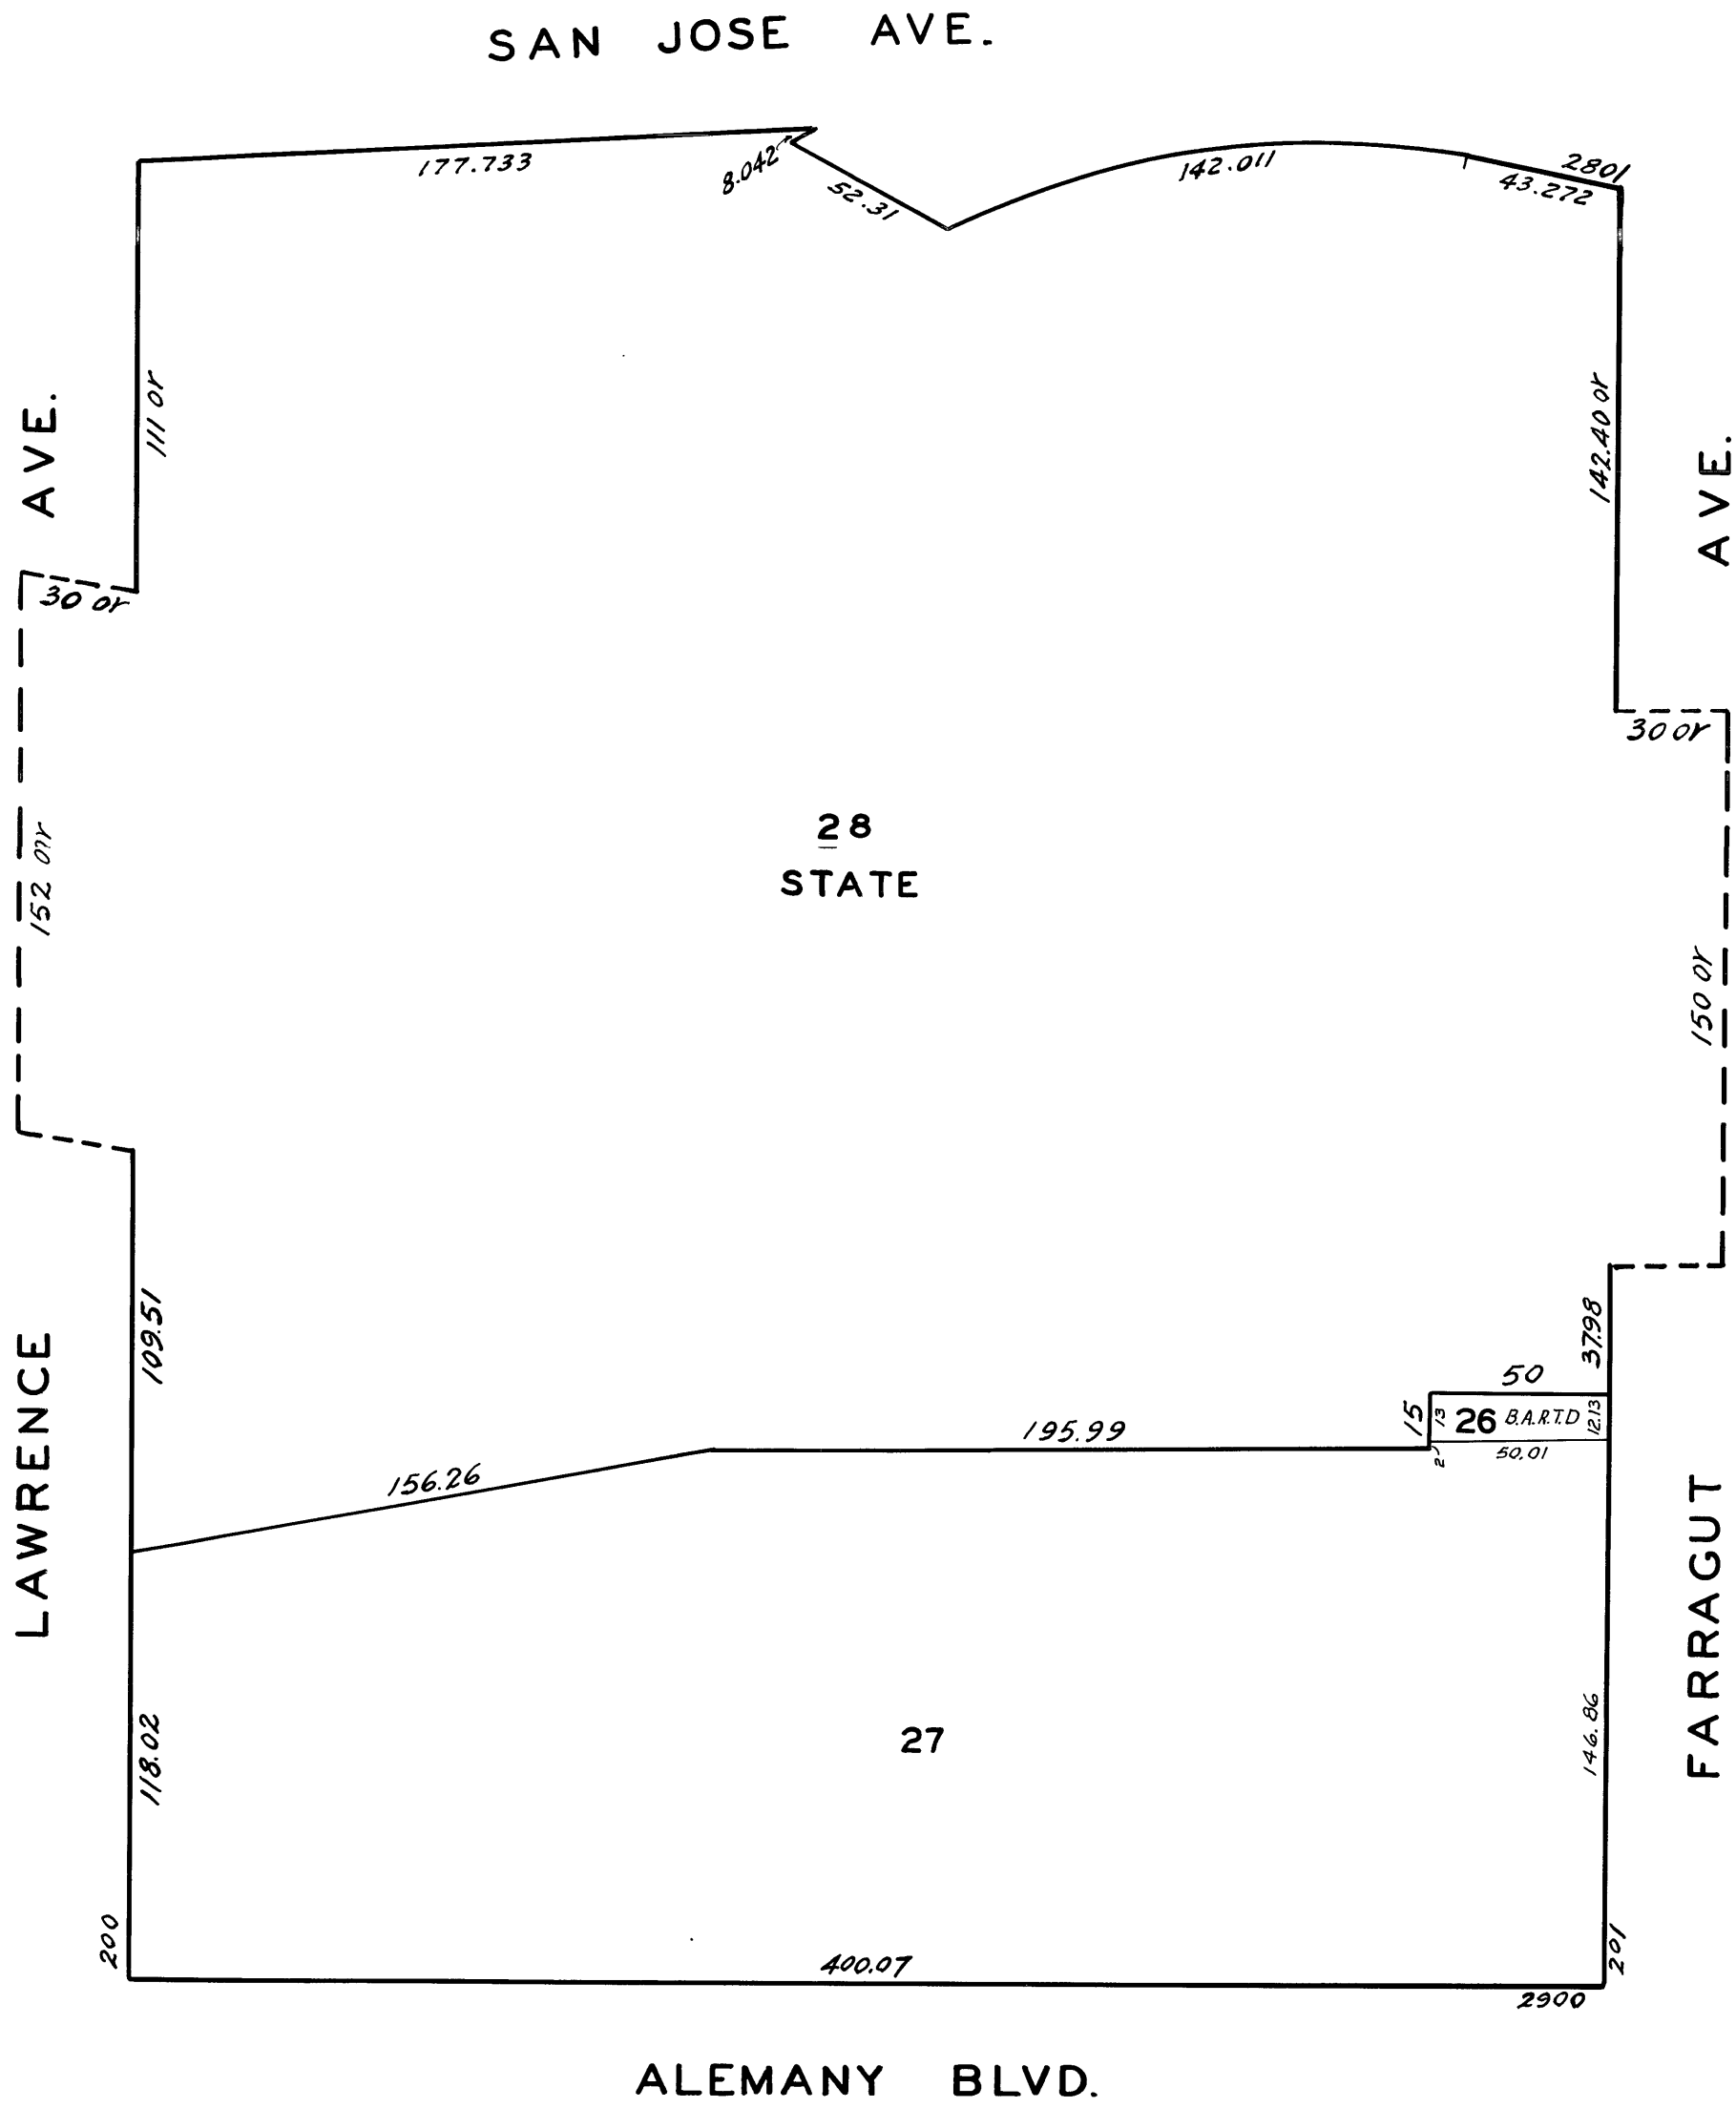 SAN JOSE AVE.
177.733
8.042
52.31
142.011
2801
43.272
111 or
142.40 or
AVE.
AVE.
30 or
30 or
28
STATE
152 or
150 or
109.51
37.98
50
15
13
26 B.A.R.T.D
12.13
195.99
2
50.01
156.26
LAWRENCE
FARRAGUT
118.02
27
146.86
200
400.07
201
2900
ALEMANY BLVD.